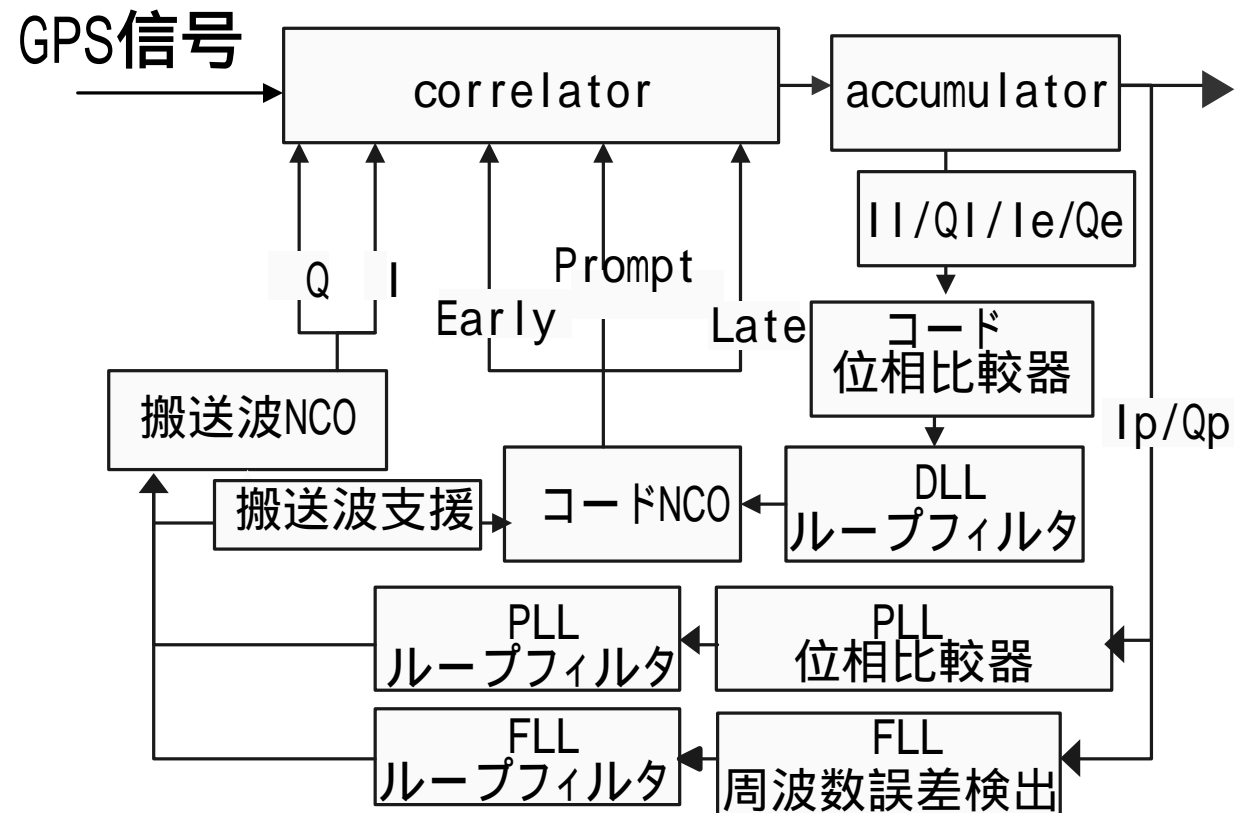 GPS信号
correlator
accumulator
Il/Ql/Ie/Qe
Q
I
Prompt
Early
Late
コード
位相比較器
搬送波NCO
Ip/Qp
搬送波支援
コードNCO
DLL
ループフィルタ
PLL
ループフィルタ
PLL
位相比較器
FLL
ループフィルタ
FLL
周波数誤差検出